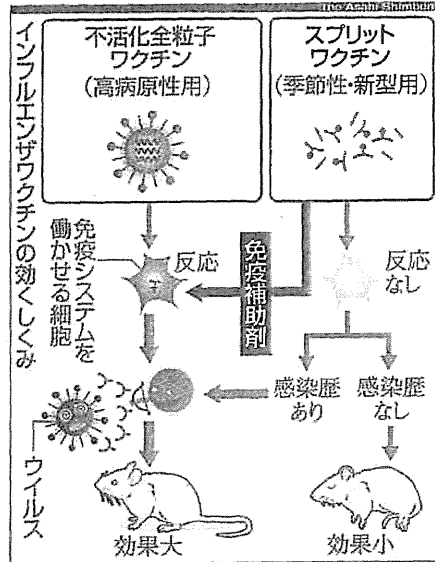 The Asahi Shimbun
インフルエンザワクチンの効くしくみ
不活化全粒子
ワクチン
(高病原性用)
スプリット
ワクチン
(季節性・新型用)
免疫システムを
働かせる細胞
反応
免疫補助剤
反応
なし
感染歴
あり
感染歴
なし
ウイルス
効果大
効果小